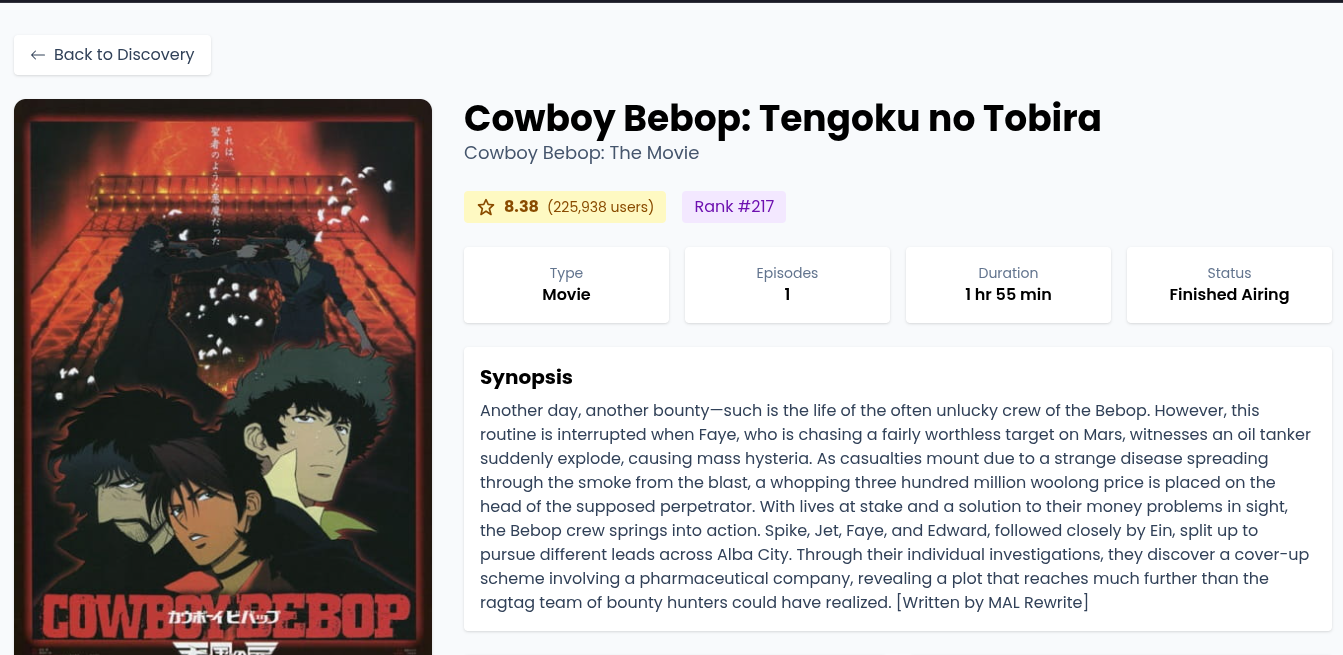 Back to Discovery
それは、
聖者のような悪魔だった
COWBOY BEBOP
カウボーイビバップ
天国の扉
Cowboy Bebop: Tengoku no Tobira
Cowboy Bebop: The Movie
8.38 (225,938 users)
Rank #217
Type
Movie
Episodes
1
Duration
1 hr 55 min
Status
Finished Airing
Synopsis
Another day, another bounty—such is the life of the often unlucky crew of the Bebop. However, this
routine is interrupted when Faye, who is chasing a fairly worthless target on Mars, witnesses an oil tanker
suddenly explode, causing mass hysteria. As casualties mount due to a strange disease spreading
through the smoke from the blast, a whopping three hundred million woolong price is placed on the
head of the supposed perpetrator. With lives at stake and a solution to their money problems in sight,
the Bebop crew springs into action. Spike, Jet, Faye, and Edward, followed closely by Ein, split up to
pursue different leads across Alba City. Through their individual investigations, they discover a cover-up
scheme involving a pharmaceutical company, revealing a plot that reaches much further than the
ragtag team of bounty hunters could have realized. [Written by MAL Rewrite]